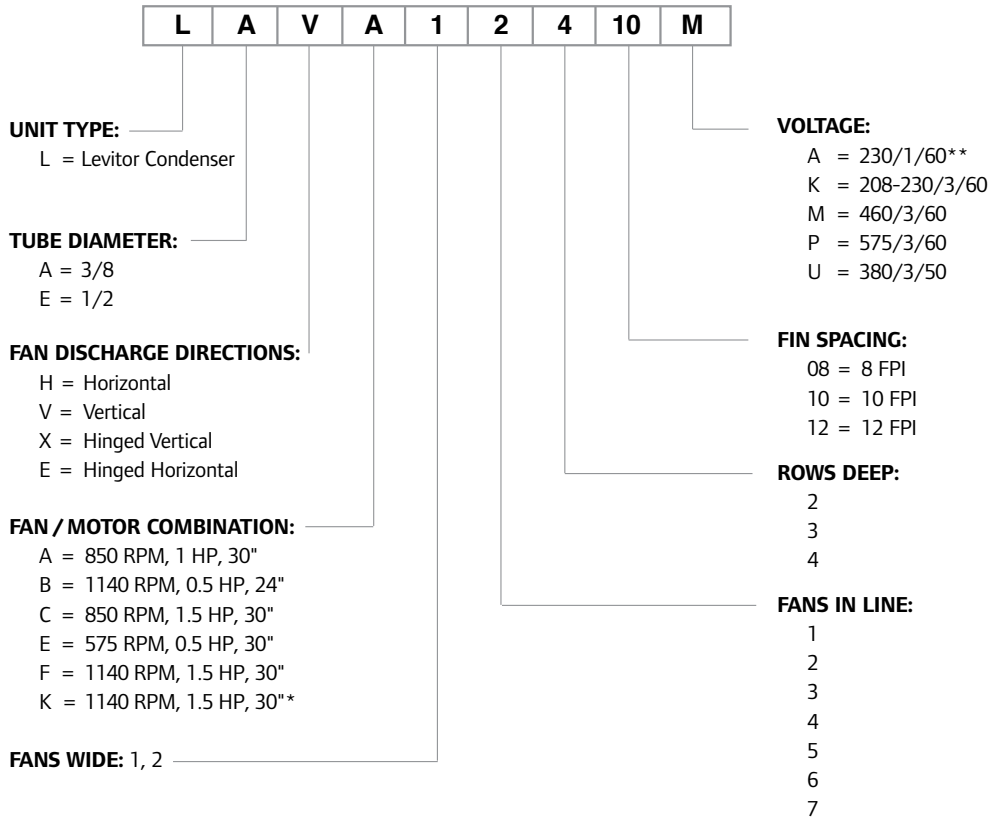 L A V A 1 2 4 10 M
UNIT TYPE:
L = Levitor Condenser
TUBE DIAMETER:
A = 3/8
E = 1/2
FAN DISCHARGE DIRECTIONS:
H = Horizontal
V = Vertical
X = Hinged Vertical
E = Hinged Horizontal
FAN / MOTOR COMBINATION:
A = 850 RPM, 1 HP, 30"
B = 1140 RPM, 0.5 HP, 24"
C = 850 RPM, 1.5 HP, 30"
E = 575 RPM, 0.5 HP, 30"
F = 1140 RPM, 1.5 HP, 30"
K = 1140 RPM, 1.5 HP, 30"*
FANS WIDE: 1, 2
VOLTAGE:
A = 230/1/60**
K = 208-230/3/60
M = 460/3/60
P = 575/3/60
U = 380/3/50
FIN SPACING:
08 = 8 FPI
10 = 10 FPI
12 = 12 FPI
ROWS DEEP:
2
3
4
FANS IN LINE:
1
2
3
4
5
6
7